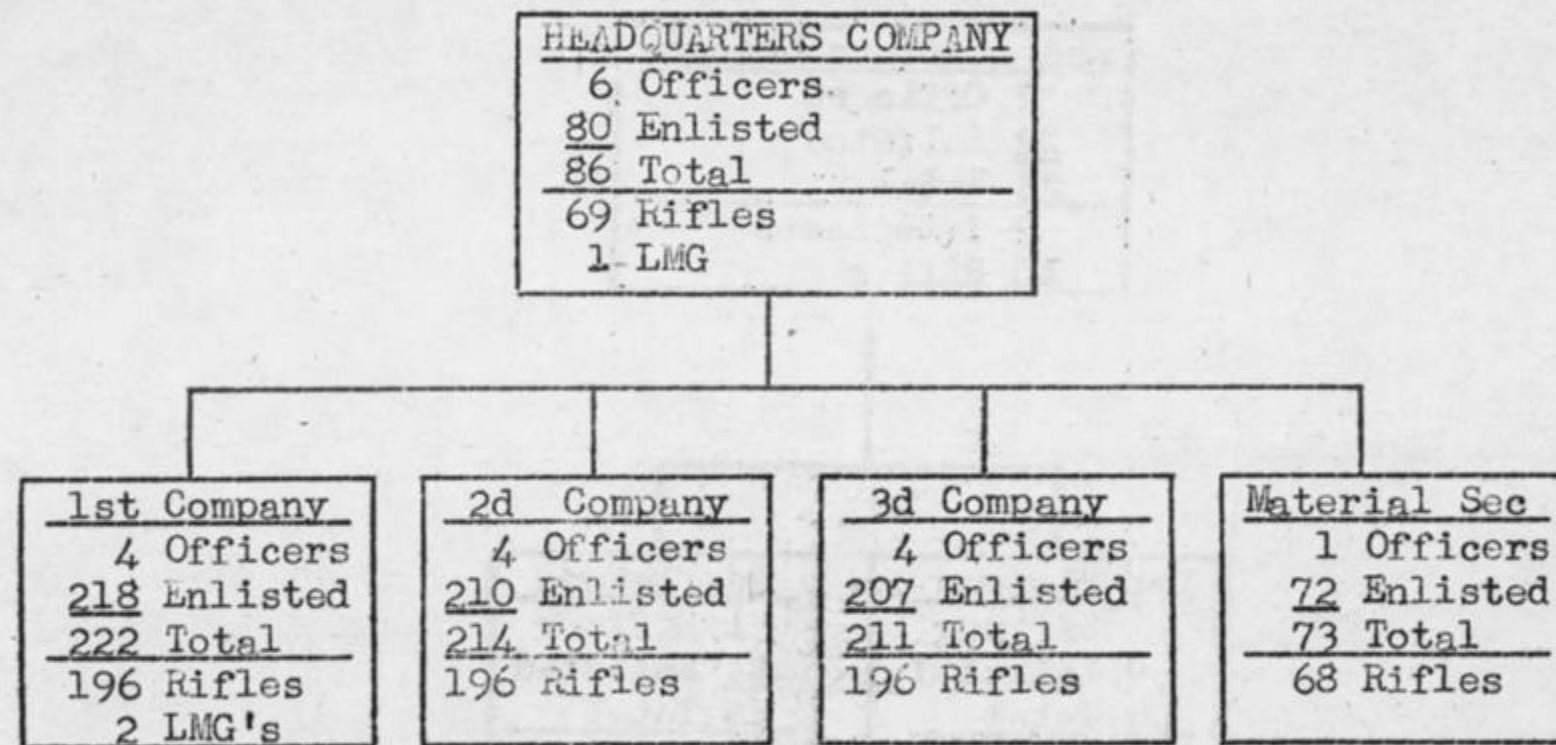 HEADQUARTERS COMPANY
6 Officers
80 Enlisted
86 Total
69 Rifles
1 LMG
1st Company
4 Officers
218 Enlisted
222 Total
196 Rifles
2 LMG's
2d Company
4 Officers
210 Enlisted
214 Total
196 Rifles
3d Company
4 Officers
207 Enlisted
211 Total
196 Rifles
Material Sec
1 Officers
72 Enlisted
73 Total
68 Rifles